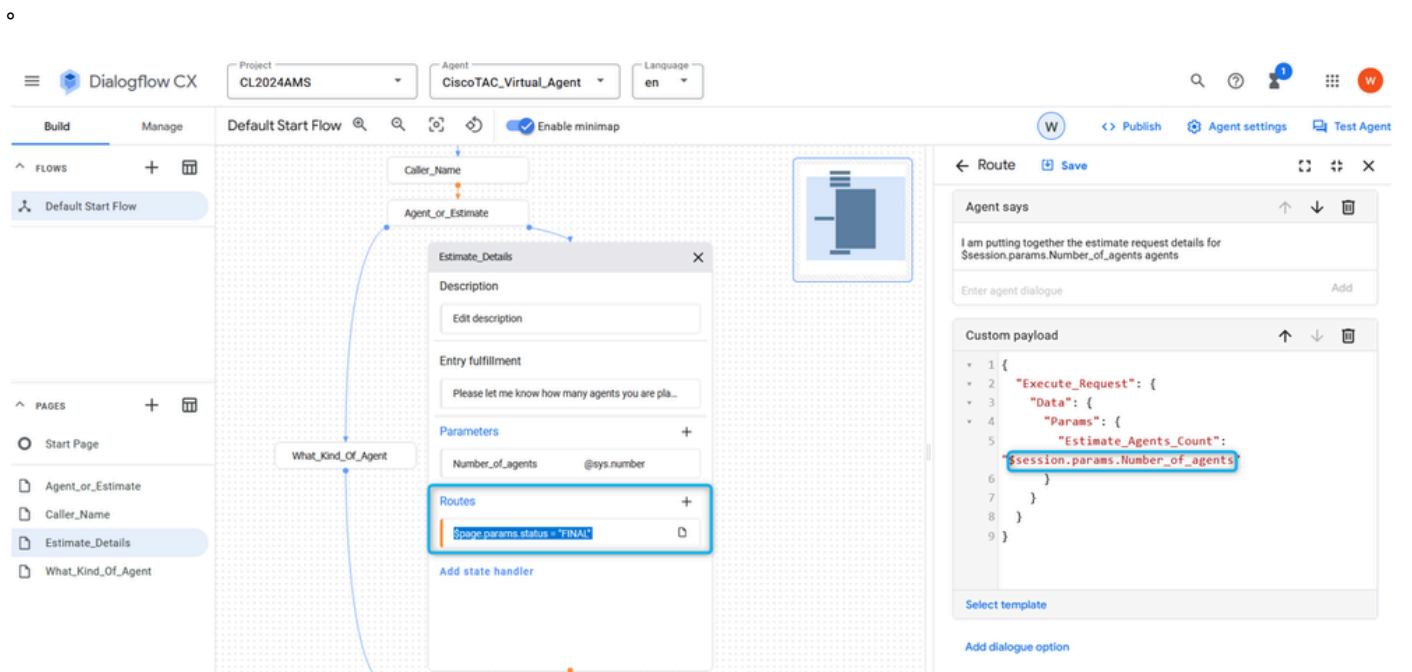 。
Project
Agent
Language
Dialogflow CX
CL2024AMS
CiscoTAC_Virtual_Agent
en
1
W
Build
Manage
Default Start Flow
Enable minimap
W
<> Publish
Agent settings
Test Agent
FLOWS
Default Start Flow
PAGES
Start Page
Agent_or_Estimate
Caller_Name
Estimate_Details
What_Kind_Of_Agent
Caller_Name
Agent_or_Estimate
What_Kind_Of_Agent
Estimate_Details
Description
Edit description
Entry fulfillment
Please let me know how many agents you are pla...
Parameters
Number_of_agents @sys.number
Routes
$page.params.status = "FINAL"
Add state handler
Route
Save
Agent says
I am putting together the estimate request details for
$session.params.Number_of_agents agents
Enter agent dialogue
Add
Custom payload
1 {
2 "Execute_Request": {
3 "Data": {
4 "Params": {
5 "Estimate_Agents_Count":
"$session.params.Number_of_agents"
6 }
7 }
8 }
9 }
Select template
Add dialogue option